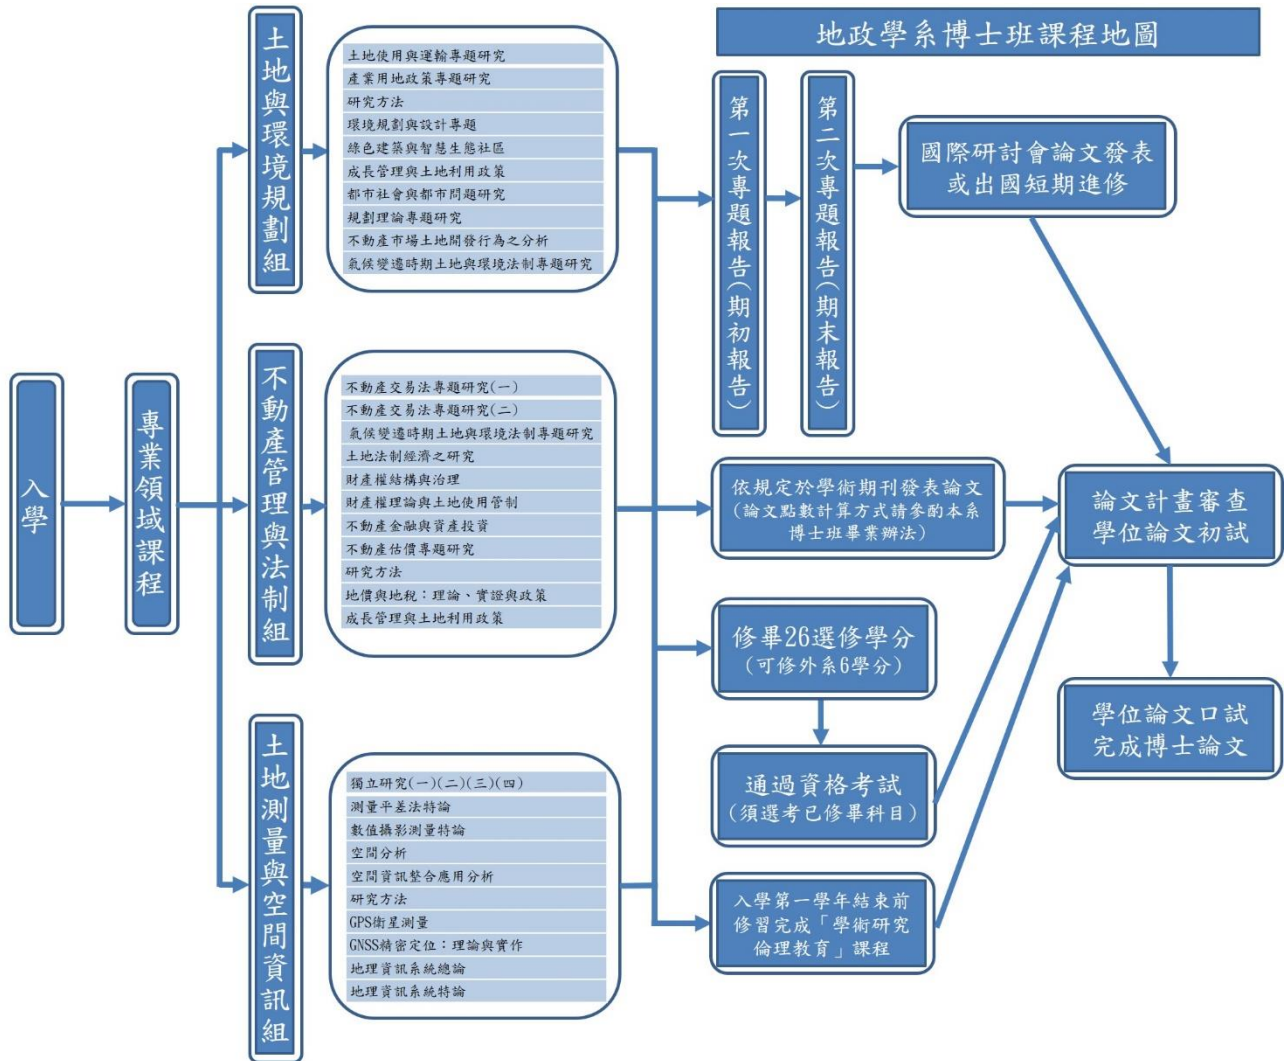 地政學系博士班課程地圖
入學
專業領域課程
土地與環境規劃組
土地使用與運輸專題研究
產業用地政策專題研究
研究方法
環境規劃與設計專題
綠色建築與智慧生態社區
成長管理與土地利用政策
都市社會與都市問題研究
規劃理論專題研究
不動產市場土地開發行為之分析
氣候變遷時期土地與環境法制專題研究
不動產管理與法制組
不動產交易法專題研究(一)
不動產交易法專題研究(二)
氣候變遷時期土地與環境法制專題研究
土地法制經濟之研究
財產權結構與治理
財產權理論與土地使用管制
不動產金融與資產投資
不動產估價專題研究
研究方法
地價與地稅：理論、實證與政策
成長管理與土地利用政策
土地測量與空間資訊組
獨立研究(一)(二)(三)(四)
測量平差法特論
數值攝影測量特論
空間分析
空間資訊整合應用分析
研究方法
GPS衛星測量
GNSS精密定位：理論與實作
地理資訊系統總論
地理資訊系統特論
第一次專題報告(期初報告)
第二次專題報告(期末報告)
國際研討會論文發表
或出國短期進修
依規定於學術期刊發表論文
(論文點數計算方式請參酌本系
博士班畢業辦法)
修畢26選修學分
(可修外系6學分)
通過資格考試
(須選考已修畢科目)
入學第一學年結束前
修習完成「學術研究
倫理教育」課程
論文計畫審查
學位論文初試
學位論文口試
完成博士論文